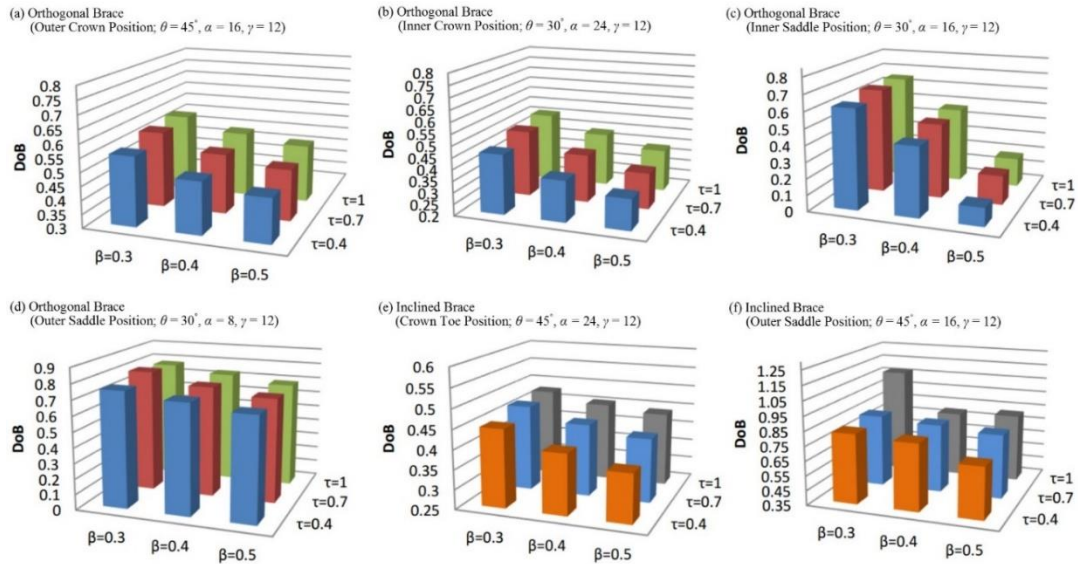 (a) Orthogonal Brace
(Outer Crown Position; θ = 45°, α = 16, γ = 12)
DoB
0.8
0.75
0.7
0.65
0.6
0.55
0.5
0.45
0.4
0.35
0.3
β=0.3
β=0.4
β=0.5
τ=1
τ=0.7
τ=0.4
(b) Orthogonal Brace
(Inner Crown Position; θ = 30°, α = 24, γ = 12)
DoB
0.8
0.75
0.7
0.65
0.6
0.55
0.5
0.45
0.4
0.35
0.3
0.25
0.2
β=0.3
β=0.4
β=0.5
τ=1
τ=0.7
τ=0.4
(c) Orthogonal Brace
(Inner Saddle Position; θ = 30°, α = 16, γ = 12)
DoB
0.8
0.7
0.6
0.5
0.4
0.3
0.2
0.1
0
β=0.3
β=0.4
β=0.5
τ=1
τ=0.7
τ=0.4
(d) Orthogonal Brace
(Outer Saddle Position; θ = 30°, α = 8, γ = 12)
DoB
0.9
0.8
0.7
0.6
0.5
0.4
0.3
0.2
0.1
0
β=0.3
β=0.4
β=0.5
τ=1
τ=0.7
τ=0.4
(e) Inclined Brace
(Crown Toe Position; θ = 45°, α = 24, γ = 12)
DoB
0.6
0.55
0.5
0.45
0.4
0.35
0.3
0.25
β=0.3
β=0.4
β=0.5
τ=1
τ=0.7
τ=0.4
(f) Inclined Brace
(Outer Saddle Position; θ = 45°, α = 16, γ = 12)
DoB
1.25
1.15
1.05
0.95
0.85
0.75
0.65
0.55
0.45
0.35
β=0.3
β=0.4
β=0.5
τ=1
τ=0.7
τ=0.4